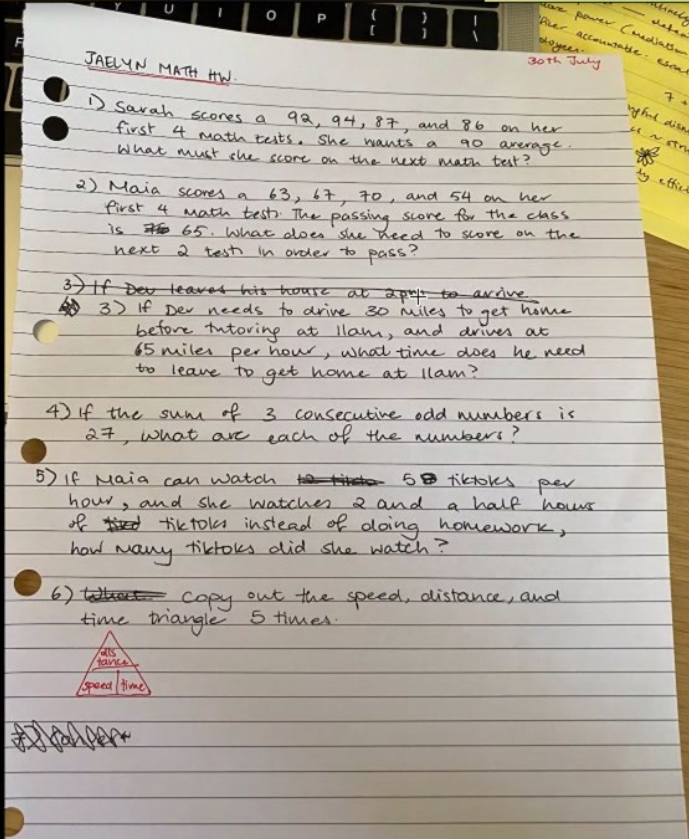 Y U I O P { [ } ] | \
30th July
JAELYN MATH HW.
1) Sarah scores a 92, 94, 87, and 86 on her
first 4 math tests. She wants a 90 average.
What must she score on the next math test?
2) Maia scores a 63, 67, 70, and 54 on her
first 4 math tests. The passing score for the class
is 65. What does she need to score on the
next 2 tests in order to pass?
3) If Dev leaves his house at 2pm to arrive
3) If Dev needs to drive 30 miles to get home
before tutoring at 11am, and drives at
65 miles per hour, what time does he need
to leave to get home at 11am?
4) If the sum of 3 consecutive odd numbers is
27, what are each of the numbers?
5) If Maia can watch 58 tiktoks per
hour, and she watches 2 and a half hours
of tiktoks instead of doing homework,
how many tiktoks did she watch?
6) What copy out the speed, distance, and
time triangle 5 times.
dis
tance
speed time
power
accountable.
7 +